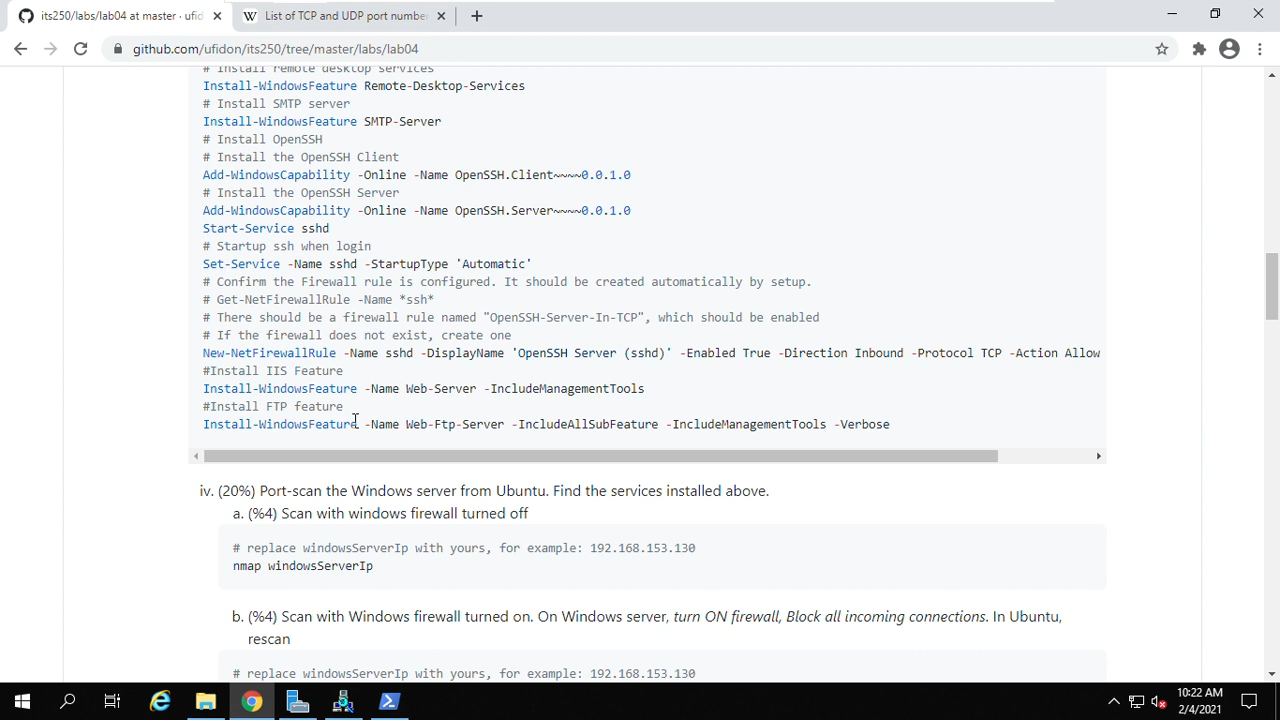 its250/labs/lab04 at master · ufid
List of TCP and UDP port numbe
github.com/ufidon/its250/tree/master/labs/lab04
# Install remote desktop services
Install-WindowsFeature Remote-Desktop-Services
# Install SMTP server
Install-WindowsFeature SMTP-Server
# Install OpenSSH
# Install the OpenSSH Client
Add-WindowsCapability -Online -Name OpenSSH.Client~~~~0.0.1.0
# Install the OpenSSH Server
Add-WindowsCapability -Online -Name OpenSSH.Server~~~~0.0.1.0
Start-Service sshd
# Startup ssh when login
Set-Service -Name sshd -StartupType 'Automatic'
# Confirm the Firewall rule is configured. It should be created automatically by setup.
# Get-NetFirewallRule -Name *ssh*
# There should be a firewall rule named "OpenSSH-Server-In-TCP", which should be enabled
# If the firewall does not exist, create one
New-NetFirewallRule -Name sshd -DisplayName 'OpenSSH Server (sshd)' -Enabled True -Direction Inbound -Protocol TCP -Action Allow
#Install IIS Feature
Install-WindowsFeature -Name Web-Server -IncludeManagementTools
#Install FTP feature
Install-WindowsFeature -Name Web-Ftp-Server -IncludeAllSubFeature -IncludeManagementTools -Verbose
iv. (20%) Port-scan the Windows server from Ubuntu. Find the services installed above.
a. (%4) Scan with windows firewall turned off
# replace windowsServerIp with yours, for example: 192.168.153.130
nmap windowsServerIp
b. (%4) Scan with Windows firewall turned on. On Windows server, turn ON firewall, Block all incoming connections. In Ubuntu,
rescan
# replace windowsServerIp with yours, for example: 192.168.153.130
10:22 AM
2/4/2021